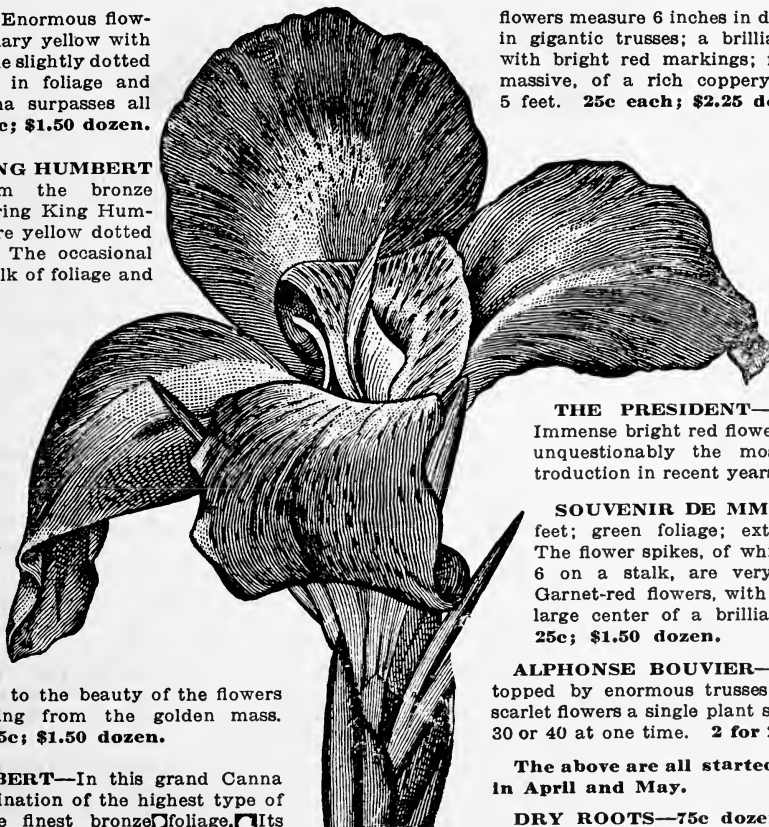 Enormous flow-
ary yellow with
e slightly dotted
in foliage and
na surpasses all
c; $1.50 dozen.
NG HUMBERT
m the bronze
ring King Hum-
re yellow dotted
The occasional
lk of foliage and
to the beauty of the flowers
ng from the golden mass.
5c; $1.50 dozen.
BERT—In this grand Canna
ination of the highest type of
e finest bronze foliage. Its
flowers measure 6 inches in d
in gigantic trusses; a brillia
with bright red markings;
massive, of a rich coppery
5 feet. 25c each; $2.25 do
THE PRESIDENT—
Immense bright red flowe
unquestionably the mos
troduction in recent years
SOUVENIR DE MM
feet; green foliage; ext
The flower spikes, of whi
6 on a stalk, are very
Garnet-red flowers, with
large center of a brillia
25c; $1.50 dozen.
ALPHONSE BOUVIER—
topped by enormous trusses
scarlet flowers a single plant s
30 or 40 at one time. 2 for
The above are all started
in April and May.
DRY ROOTS—75c doze